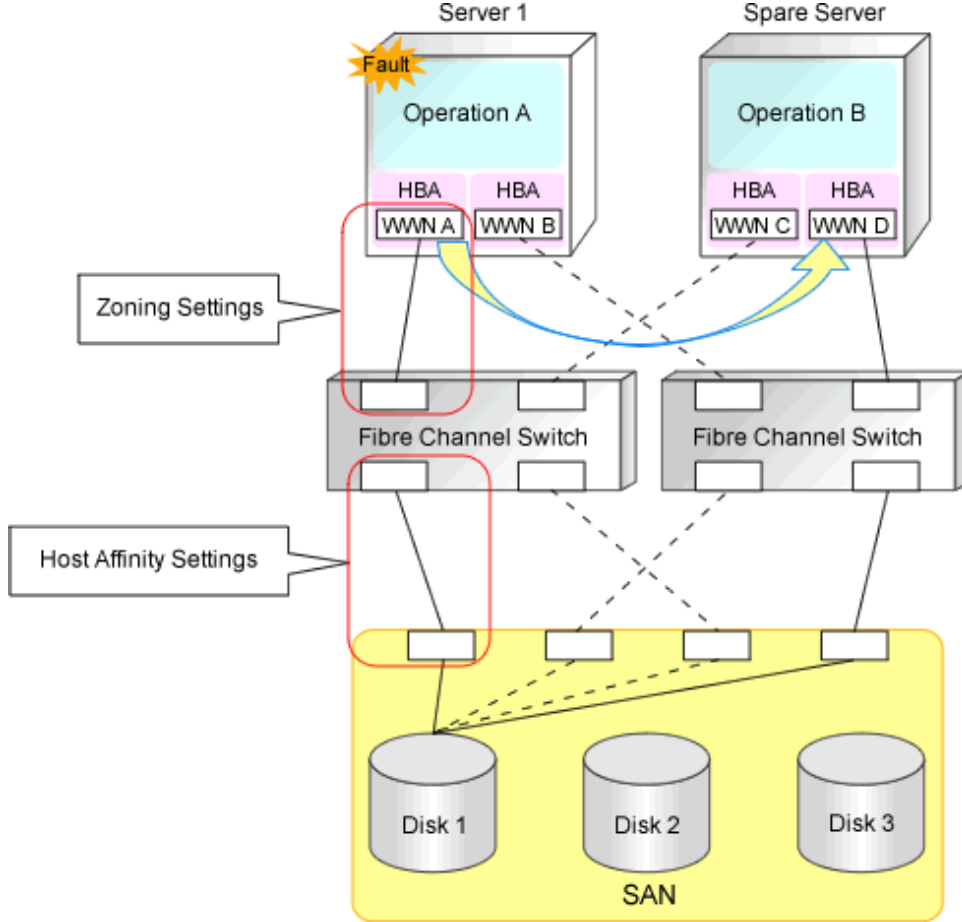 Server 1
Spare Server
Fault
Operation A
Operation B
HBA
HBA
HBA
HBA
WWN A
WWN B
WWN C
WWN D
Zoning Settings
Fibre Channel Switch
Fibre Channel Switch
Host Affinity Settings
Disk 1
Disk 2
Disk 3
SAN